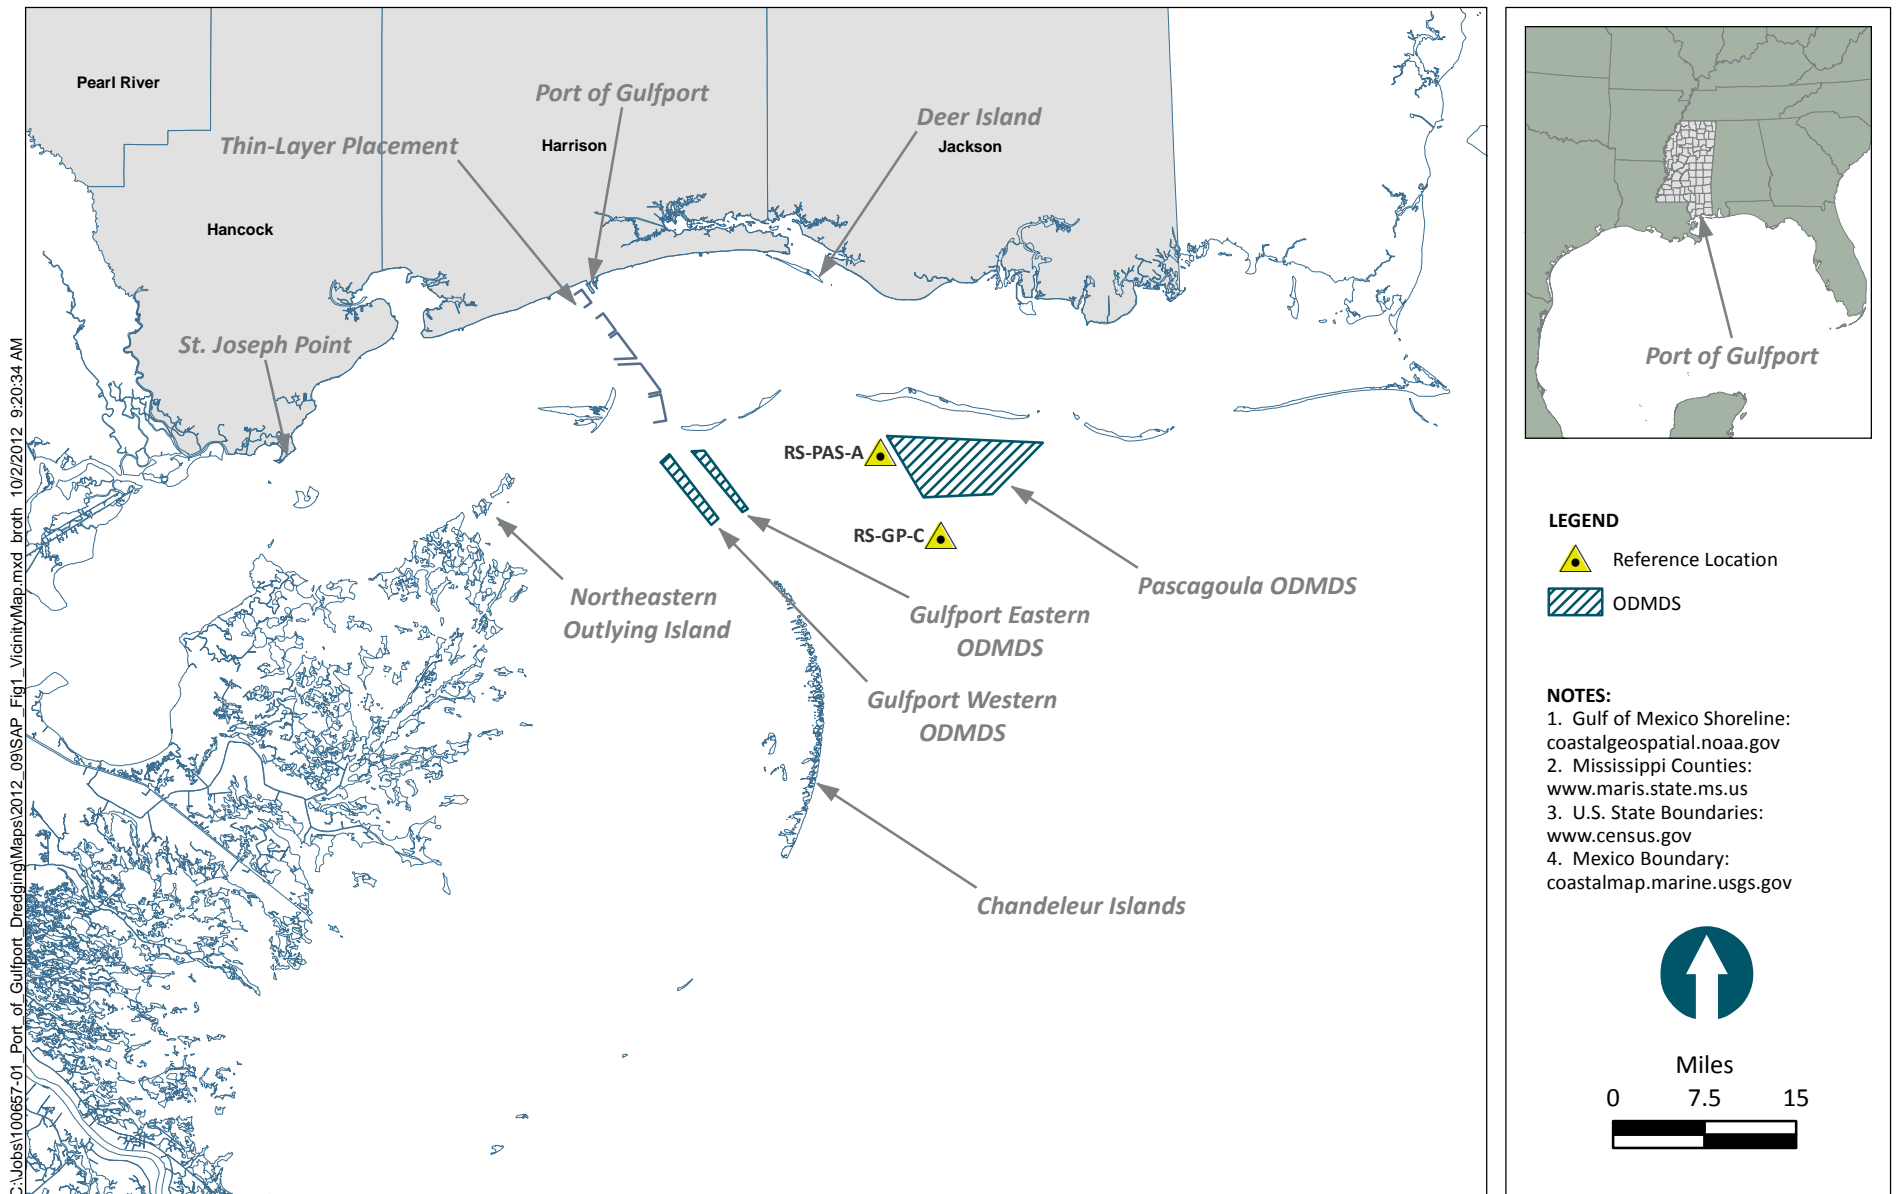 Pearl River
Port of Gulfport
Deer Island
Thin-Layer Placement
Harrison
Jackson
Hancock
St. Joseph Point
RS-PAS-A
RS-GP-C
Northeastern
Outlying Island
Gulfport Eastern
ODMDS
Pascagoula ODMDS
Gulfport Western
ODMDS
Chandeleur Islands
C:\Jobs\100657-01_Port_of_Gulfport_Dredging\Maps\2012_09\SAP_Fig1_VicinityMap.mxd broth 10/2/2012 9:20:34 AM
Port of Gulfport
LEGEND
Reference Location
ODMDS
NOTES:
1. Gulf of Mexico Shoreline:
coastalgeospatial.noaa.gov
2. Mississippi Counties:
www.maris.state.ms.us
3. U.S. State Boundaries:
www.census.gov
4. Mexico Boundary:
coastalmap.marine.usgs.gov
Miles
0 7.5 15